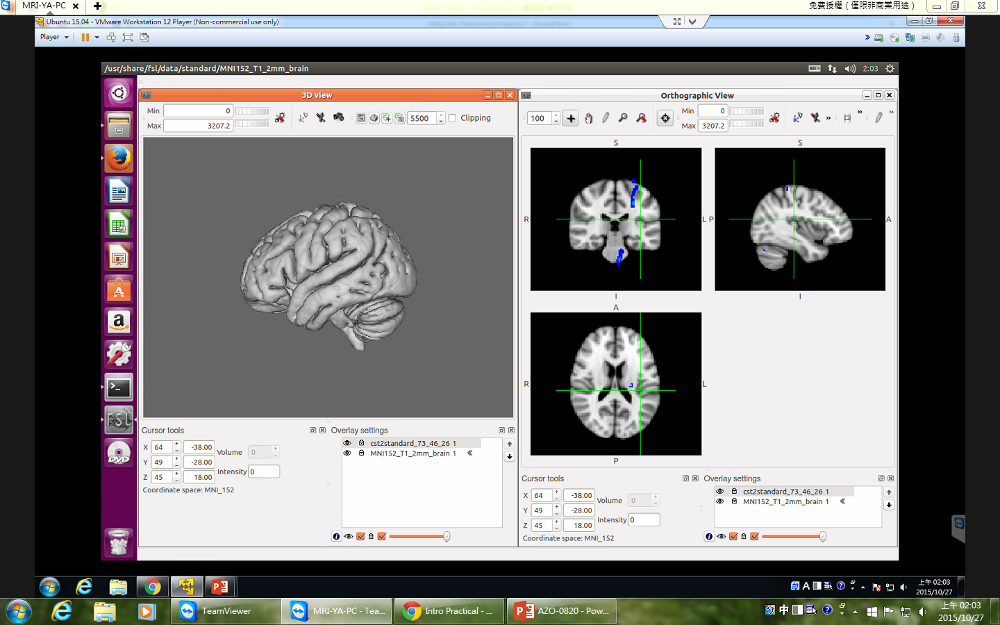 MRI-YA-PC
免費授權（僅限非商業用途）
Ubuntu 15.04 - VMware Workstation 12 Player (Non-commercial use only)
Player
/usr/share/fsl/data/standard/MNI152_T1_2mm_brain
2:03
3D view
Min 0
Max 3207.2
5500
Clipping
Orthographic View
100
Min 0
Max 3207.2
S
S
R
L
P
A
I
I
A
R
L
P
Cursor tools
X 64 -38.00
Y 49 -28.00
Z 45 18.00
Volume 0
Intensity 0
Coordinate space: MNI_152
Overlay settings
cst2standard_73_46_26 1
MNI152_T1_2mm_brain 1
Cursor tools
X 64 -38.00
Y 49 -28.00
Z 45 18.00
Volume 0
Intensity 0
Coordinate space: MNI_152
Overlay settings
cst2standard_73_46_26 1
MNI152_T1_2mm_brain 1
FSL
DVD
A
上午 02:03
2015/10/27
TeamViewer
MRI-YA-PC - Tea...
Intro Practical - ...
AZO-0820 - Pow...
中
上午 02:03
2015/10/27